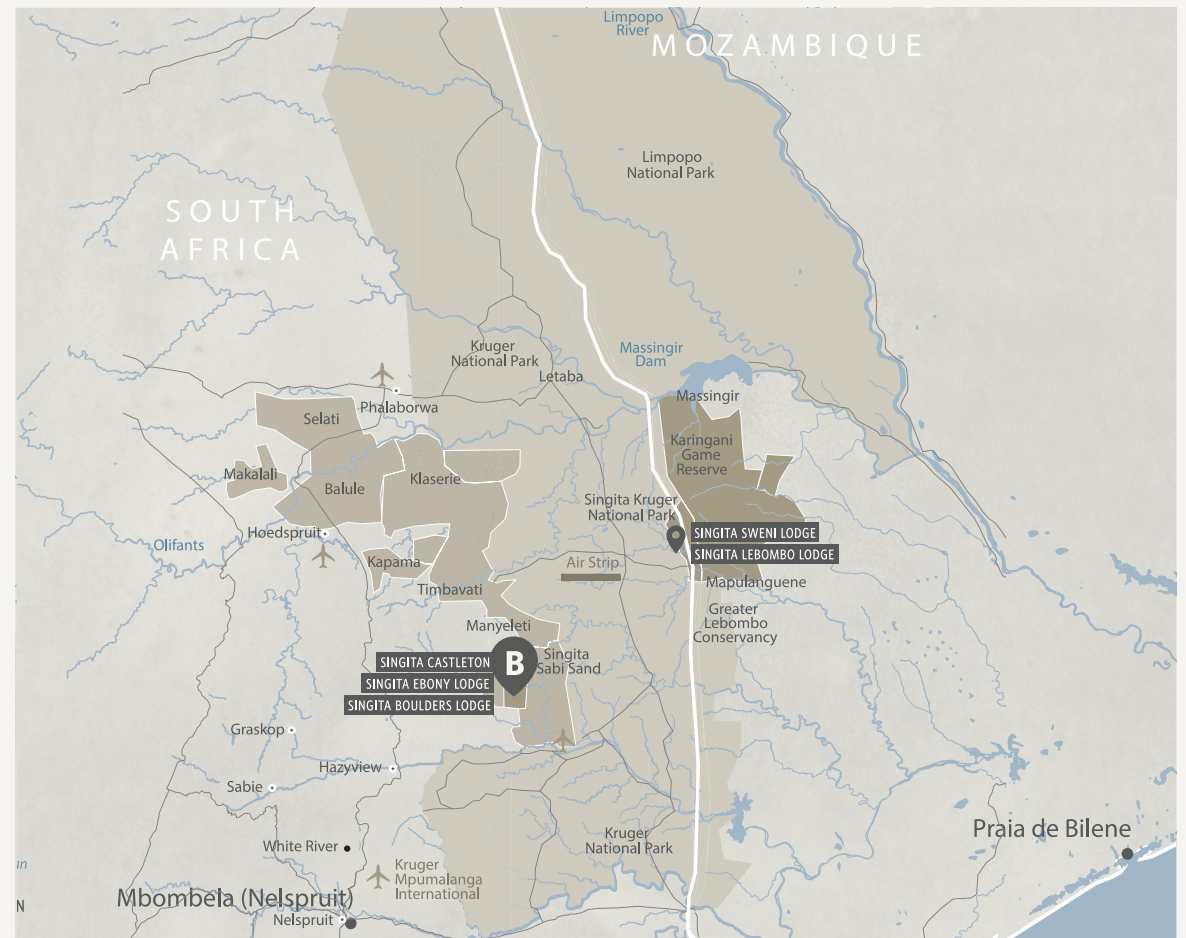 Limpopo
River
MOZAMBIQUE
Limpopo
National Park
SOUTH
AFRICA
Kruger
National Park
Massingir
Dam
Letaba
Phalaborwa
Massingir
Selati
Karingani
Game
Reserve
Makalali
Balule
Klaserie
Singita Kruger
National Park
Hoedspruit
SINGITA SWENI LODGE
Olifants
SINGITA LEBOMBO LODGE
Kapama
Air Strip
Timbavati
Mapulanguene
Greater
Lebombo
Conservancy
Manyeleti
SINGITA CASTLETON
B
Singita
Sabi Sand
SINGITA EBONY LODGE
SINGITA BOULDERS LODGE
Graskop
Hazyview
Sabie
Kruger
National Park
Praia de Bilene
White River
Kruger
Mpumalanga
International
Mbombela (Nelspruit)
Nelspruit
N